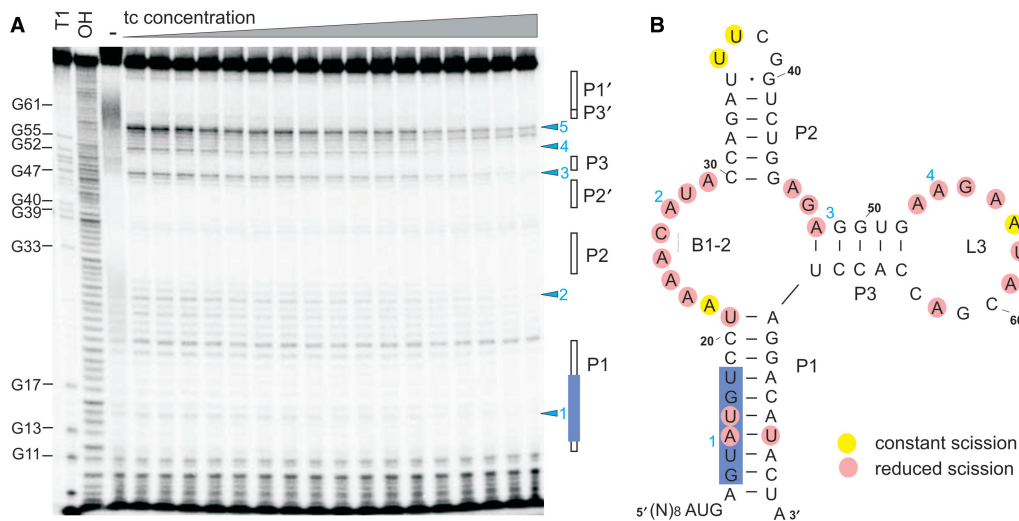 A
T1
OH
-
tc concentration
G61
G55
G52
G47
G40
G39
G33
G17
G13
G11
5
4
3
2
1
P1′
P3′
P3
P2′
P2
P1
B
U C
U G
U G 40
A U
G C P2
A U
C G
30 C G
2 A U A
C A A A A
B1-2
A G A
3
G G U G
50
U C C A C
P3
4
A A G A A U A C G A C
L3
60
U A
20 C G
C G P1
U A
G C
U A
1 A U
U A
G C
A U
5′ (N)8 AUG A 3′
constant scission
reduced scission